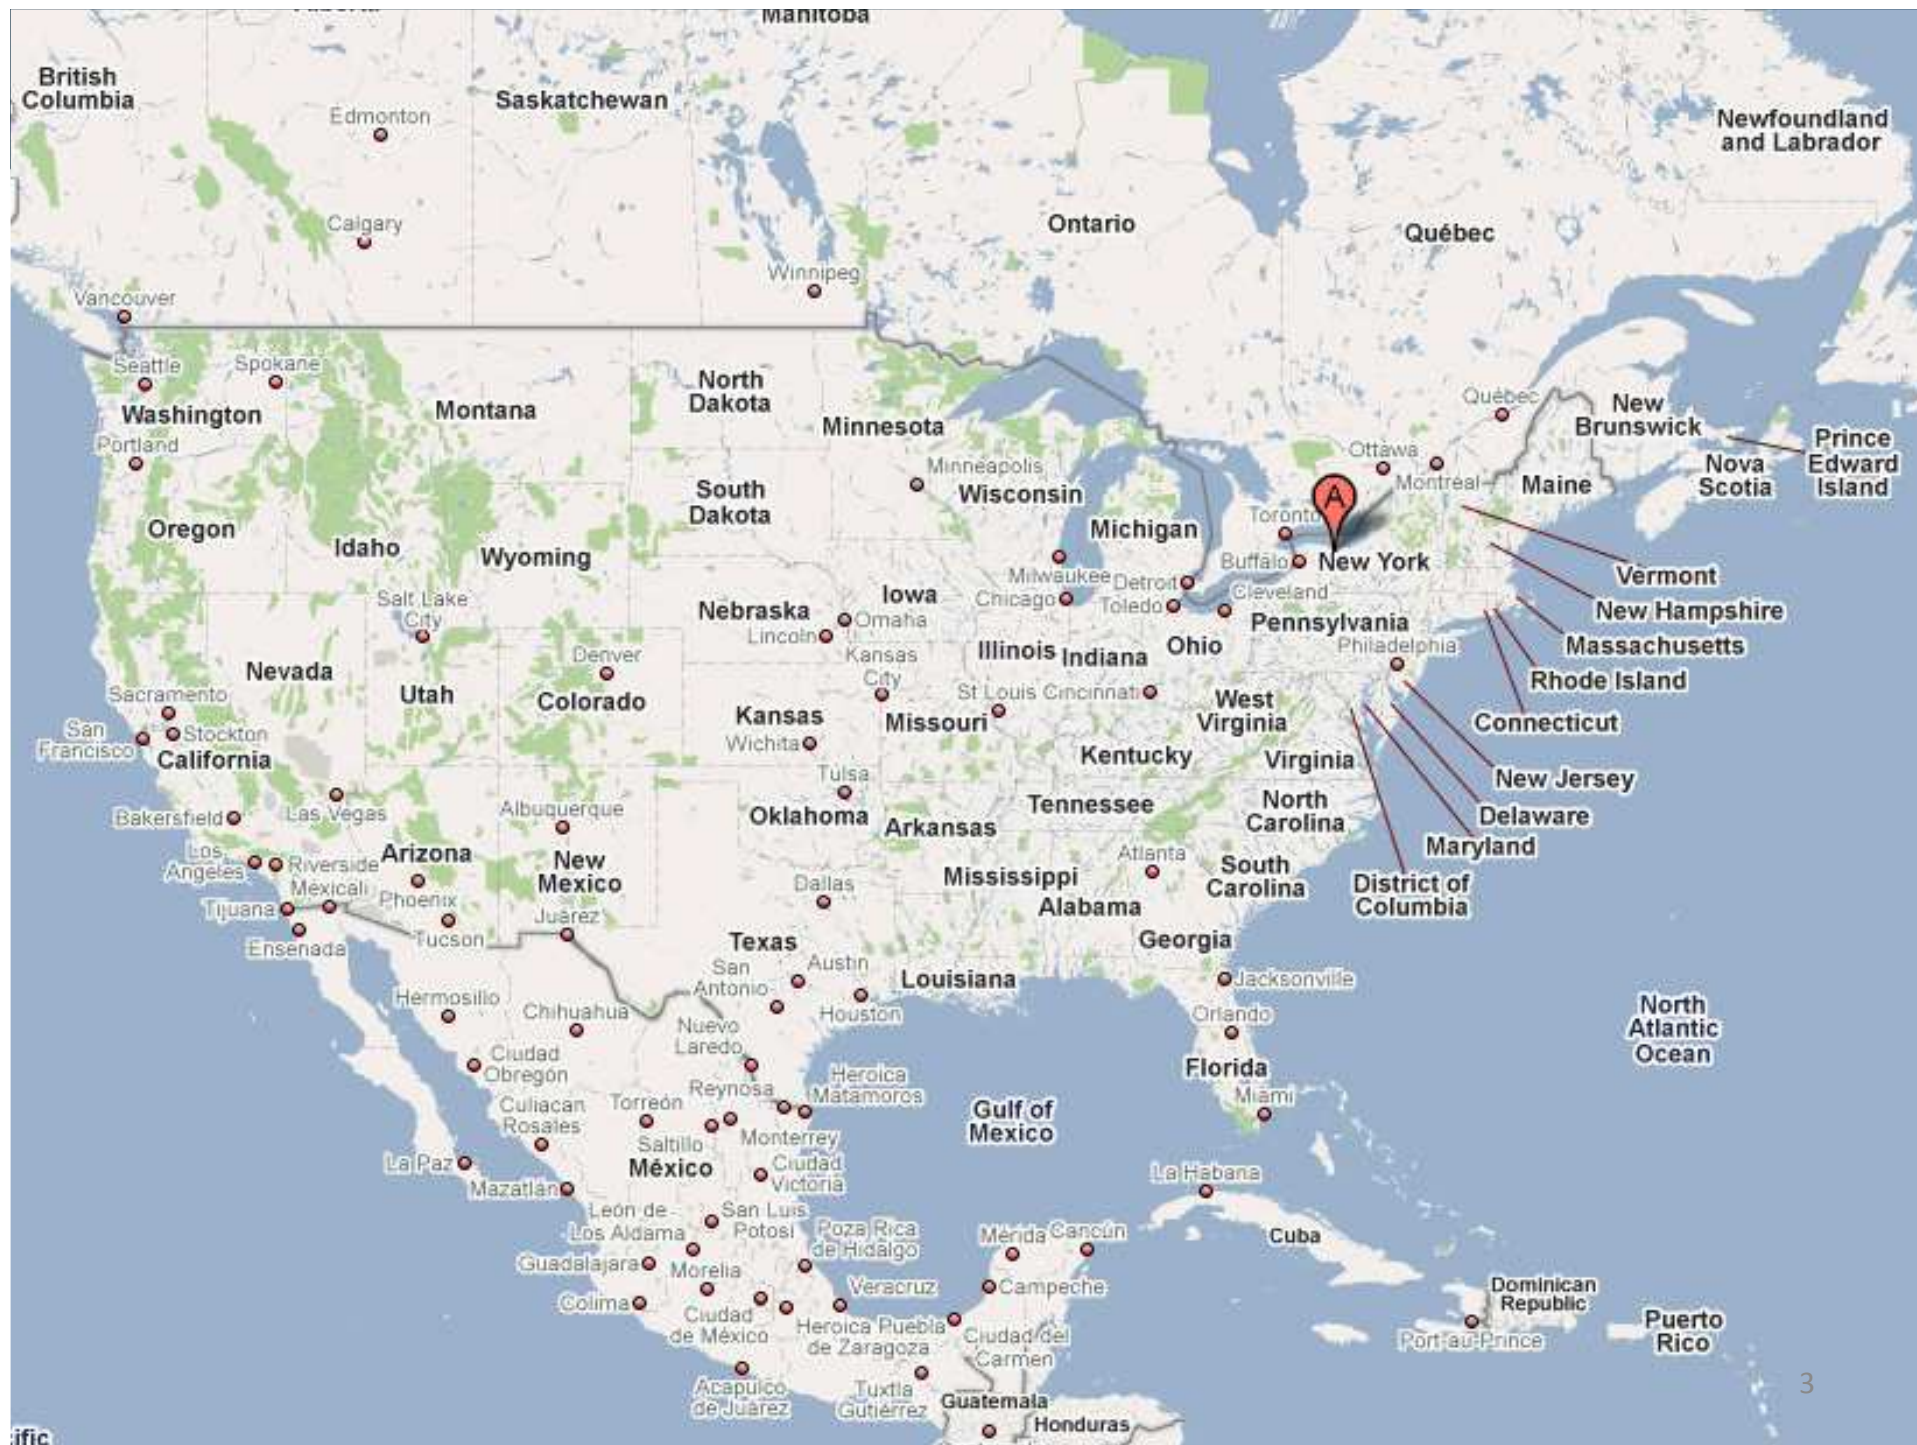 Manitoba
British
Columbia
Saskatchewan
Edmonton
Newfoundland
and Labrador
Calgary
Ontario
Québec
Winnipeg
Vancouver
Seattle
Spokane
Washington
Montana
North
Dakota
Minnesota
Québec
New
Brunswick
Prince
Edward
Island
Nova
Scotia
Portland
Ottawa
Montréal
Maine
Minneapolis
Wisconsin
South
Dakota
A
Toronto
Oregon
Idaho
Wyoming
Michigan
Buffalo
New York
Vermont
Milwaukee
Detroit
Cleveland
Chicago
Toledo
Iowa
Nebraska
Omaha
Lincoln
Salt Lake
City
New Hampshire
Pennsylvania
Massachusetts
Philadelphia
Rhode Island
Connecticut
Illinois
Indiana
Ohio
Kansas
City
Denver
Nevada
Utah
Colorado
Sacramento
San
Francisco
Stockton
California
St Louis
Cincinnati
West
Virginia
Kansas
Missouri
Wichita
Kentucky
Virginia
New Jersey
Tulsa
Oklahoma
Arkansas
Tennessee
North
Carolina
Delaware
Maryland
Bakersfield
Las Vegas
Albuquerque
Los
Angeles
Riverside
Arizona
New
Mexico
Atlanta
South
Carolina
District of
Columbia
Mississippi
Alabama
Dallas
Mexicali
Tijuana
Phoenix
Juárez
Ensenada
Tucson
Texas
Georgia
San
Antonio
Austin
Louisiana
Jacksonville
Houston
Orlando
North
Atlantic
Ocean
Hermosillo
Chihuahua
Nuevo
Laredo
Ciudad
Obregón
Florida
Miami
Reynosa
Heroica
Matamoros
Gulf of
Mexico
Culiacan
Rosales
Torreón
Saltillo
Monterrey
La Paz
México
Ciudad
Victoria
La Habana
Mazatlán
León de
Los Aldama
San Luis
Potosí
Poza Rica
de Hidalgo
Mérida
Cancún
Cuba
Guadalajara
Morelia
Veracruz
Campeche
Colima
Ciudad
de México
Heroica Puebla
de Zaragoza
Ciudad del
Carmen
Dominican
Republic
Port-au-Prince
Puerto
Rico
Acapulco
de Juárez
Tuxtla
Gutiérrez
Guatemala
Honduras
3
ific